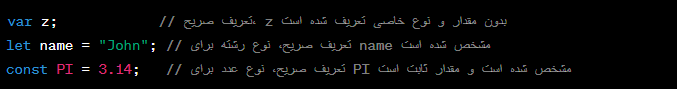 var z;            // تعریف صریح، z بدون مقدار و نوع خاصی تعریف شده است
let name = "John"; // تعریف صریح، نوع رشته برای name مشخص شده است
const PI = 3.14;   // تعریف صریح، نوع عدد برای PI مشخص شده است و مقدار ثابت است